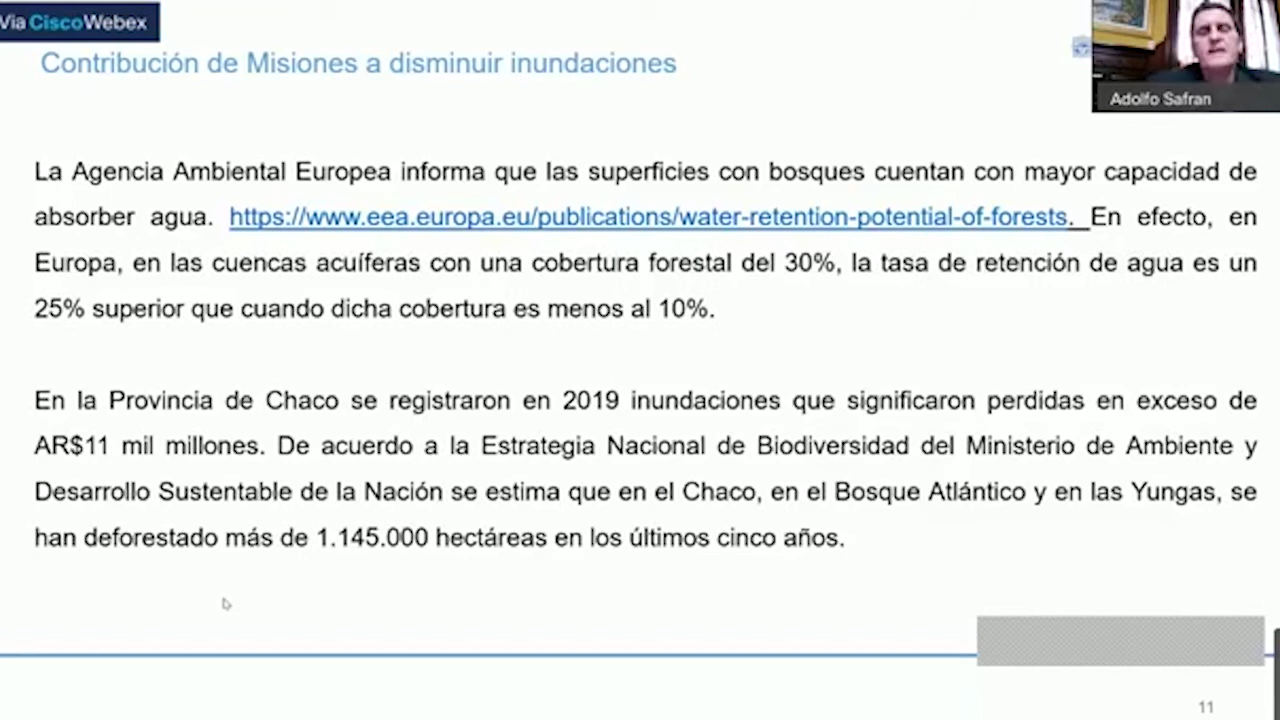 Vía CiscoWebex
Contribución de Misiones a disminuir inundaciones
Adolfo Safran
La Agencia Ambiental Europea informa que las superficies con bosques cuentan con mayor capacidad de
absorber agua. https://www.eea.europa.eu/publications/water-retention-potential-of-forests. En efecto, en
Europa, en las cuencas acuíferas con una cobertura forestal del 30%, la tasa de retención de agua es un
25% superior que cuando dicha cobertura es menos al 10%.
En la Provincia de Chaco se registraron en 2019 inundaciones que significaron perdidas en exceso de
AR$11 mil millones. De acuerdo a la Estrategia Nacional de Biodiversidad del Ministerio de Ambiente y
Desarrollo Sustentable de la Nación se estima que en el Chaco, en el Bosque Atlántico y en las Yungas, se
han deforestado más de 1.145.000 hectáreas en los últimos cinco años.
11